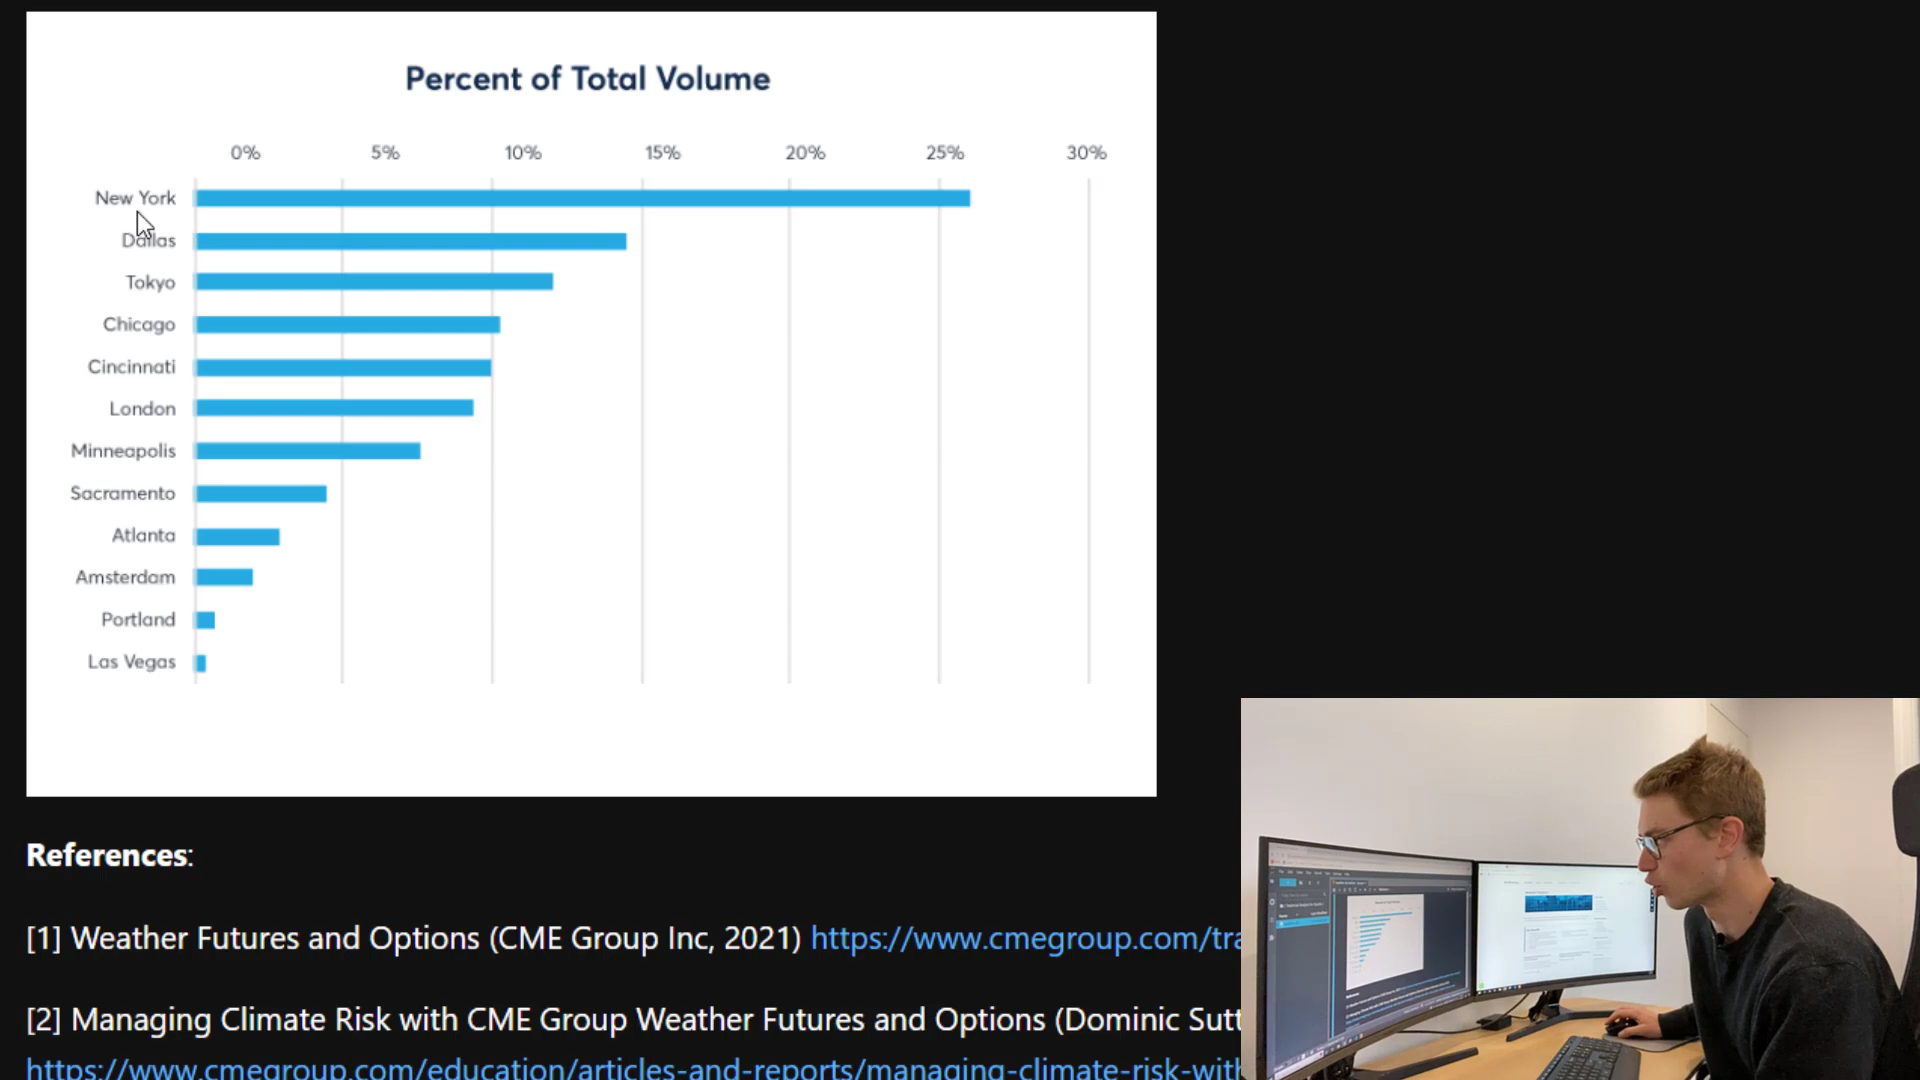 Percent of Total Volume
0% 5% 10% 15% 20% 25% 30%
New York
Dallas
Tokyo
Chicago
Cincinnati
London
Minneapolis
Sacramento
Atlanta
Amsterdam
Portland
Las Vegas
References:
[1] Weather Futures and Options (CME Group Inc, 2021) https://www.cmegroup.com/tra
[2] Managing Climate Risk with CME Group Weather Futures and Options (Dominic Sutt
https://www.cmegroup.com/education/articles-and-reports/managing-climate-risk-with